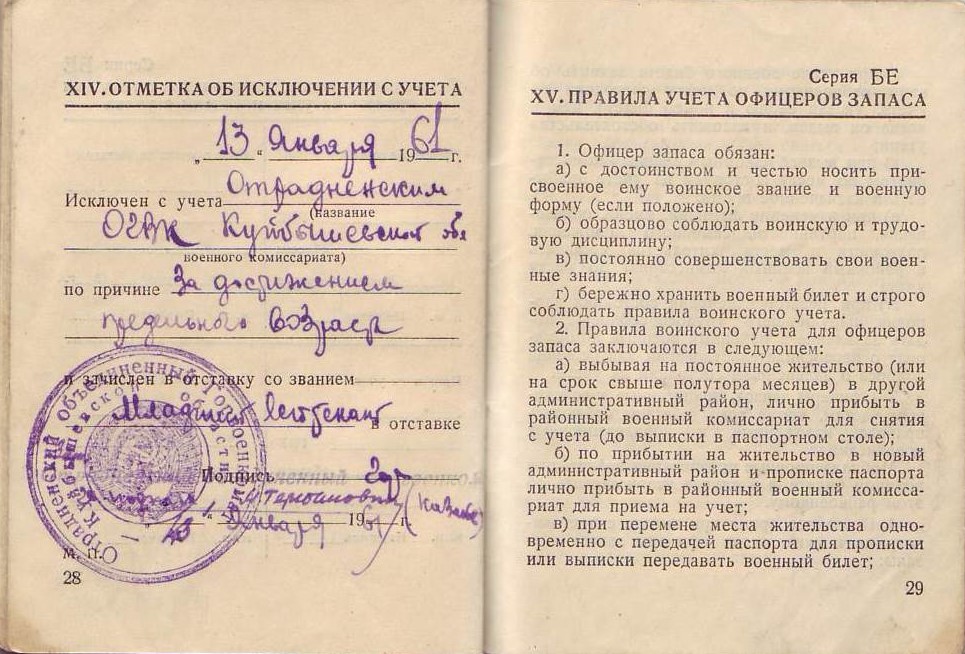 XIV. ОТМЕТКА ОБ ИСКЛЮЧЕНИИ С УЧЕТА
„ 13 “ Января 1961 г.
Отрадненским
Исключен с учета
(название
ОГВК Куйбышевской обл
военного комиссариата)
по причине За достижением
предельного возраста
и зачислен в отставку со званием
Младший лейтенант
в отставке
Подпись
„13“ Января 1961 г.
(Казаков)
М. П.
28
Отрадненский объединенный горвоенкомат
Куйбышевской области
Серия БЕ
XV. ПРАВИЛА УЧЕТА ОФИЦЕРОВ ЗАПАСА
1. Офицер запаса обязан:
а) с достоинством и честью носить при-
своенное ему воинское звание и военную
форму (если положено);
б) образцово соблюдать воинскую и трудо-
вую дисциплину;
в) постоянно совершенствовать свои воен-
ные знания;
г) бережно хранить военный билет и строго
соблюдать правила воинского учета.
2. Правила воинского учета для офицеров
запаса заключаются в следующем:
а) выбывая на постоянное жительство (или
на срок свыше полутора месяцев) в другой
административный район, лично прибыть в
районный военный комиссариат для снятия
с учета (до выписки в паспортном столе);
б) по прибытии на жительство в новый
административный район и прописке паспорта
лично прибыть в районный военный комисса-
риат для приема на учет;
в) при перемене места жительства одно-
временно с передачей паспорта для прописки
или выписки передавать военный билет;
29